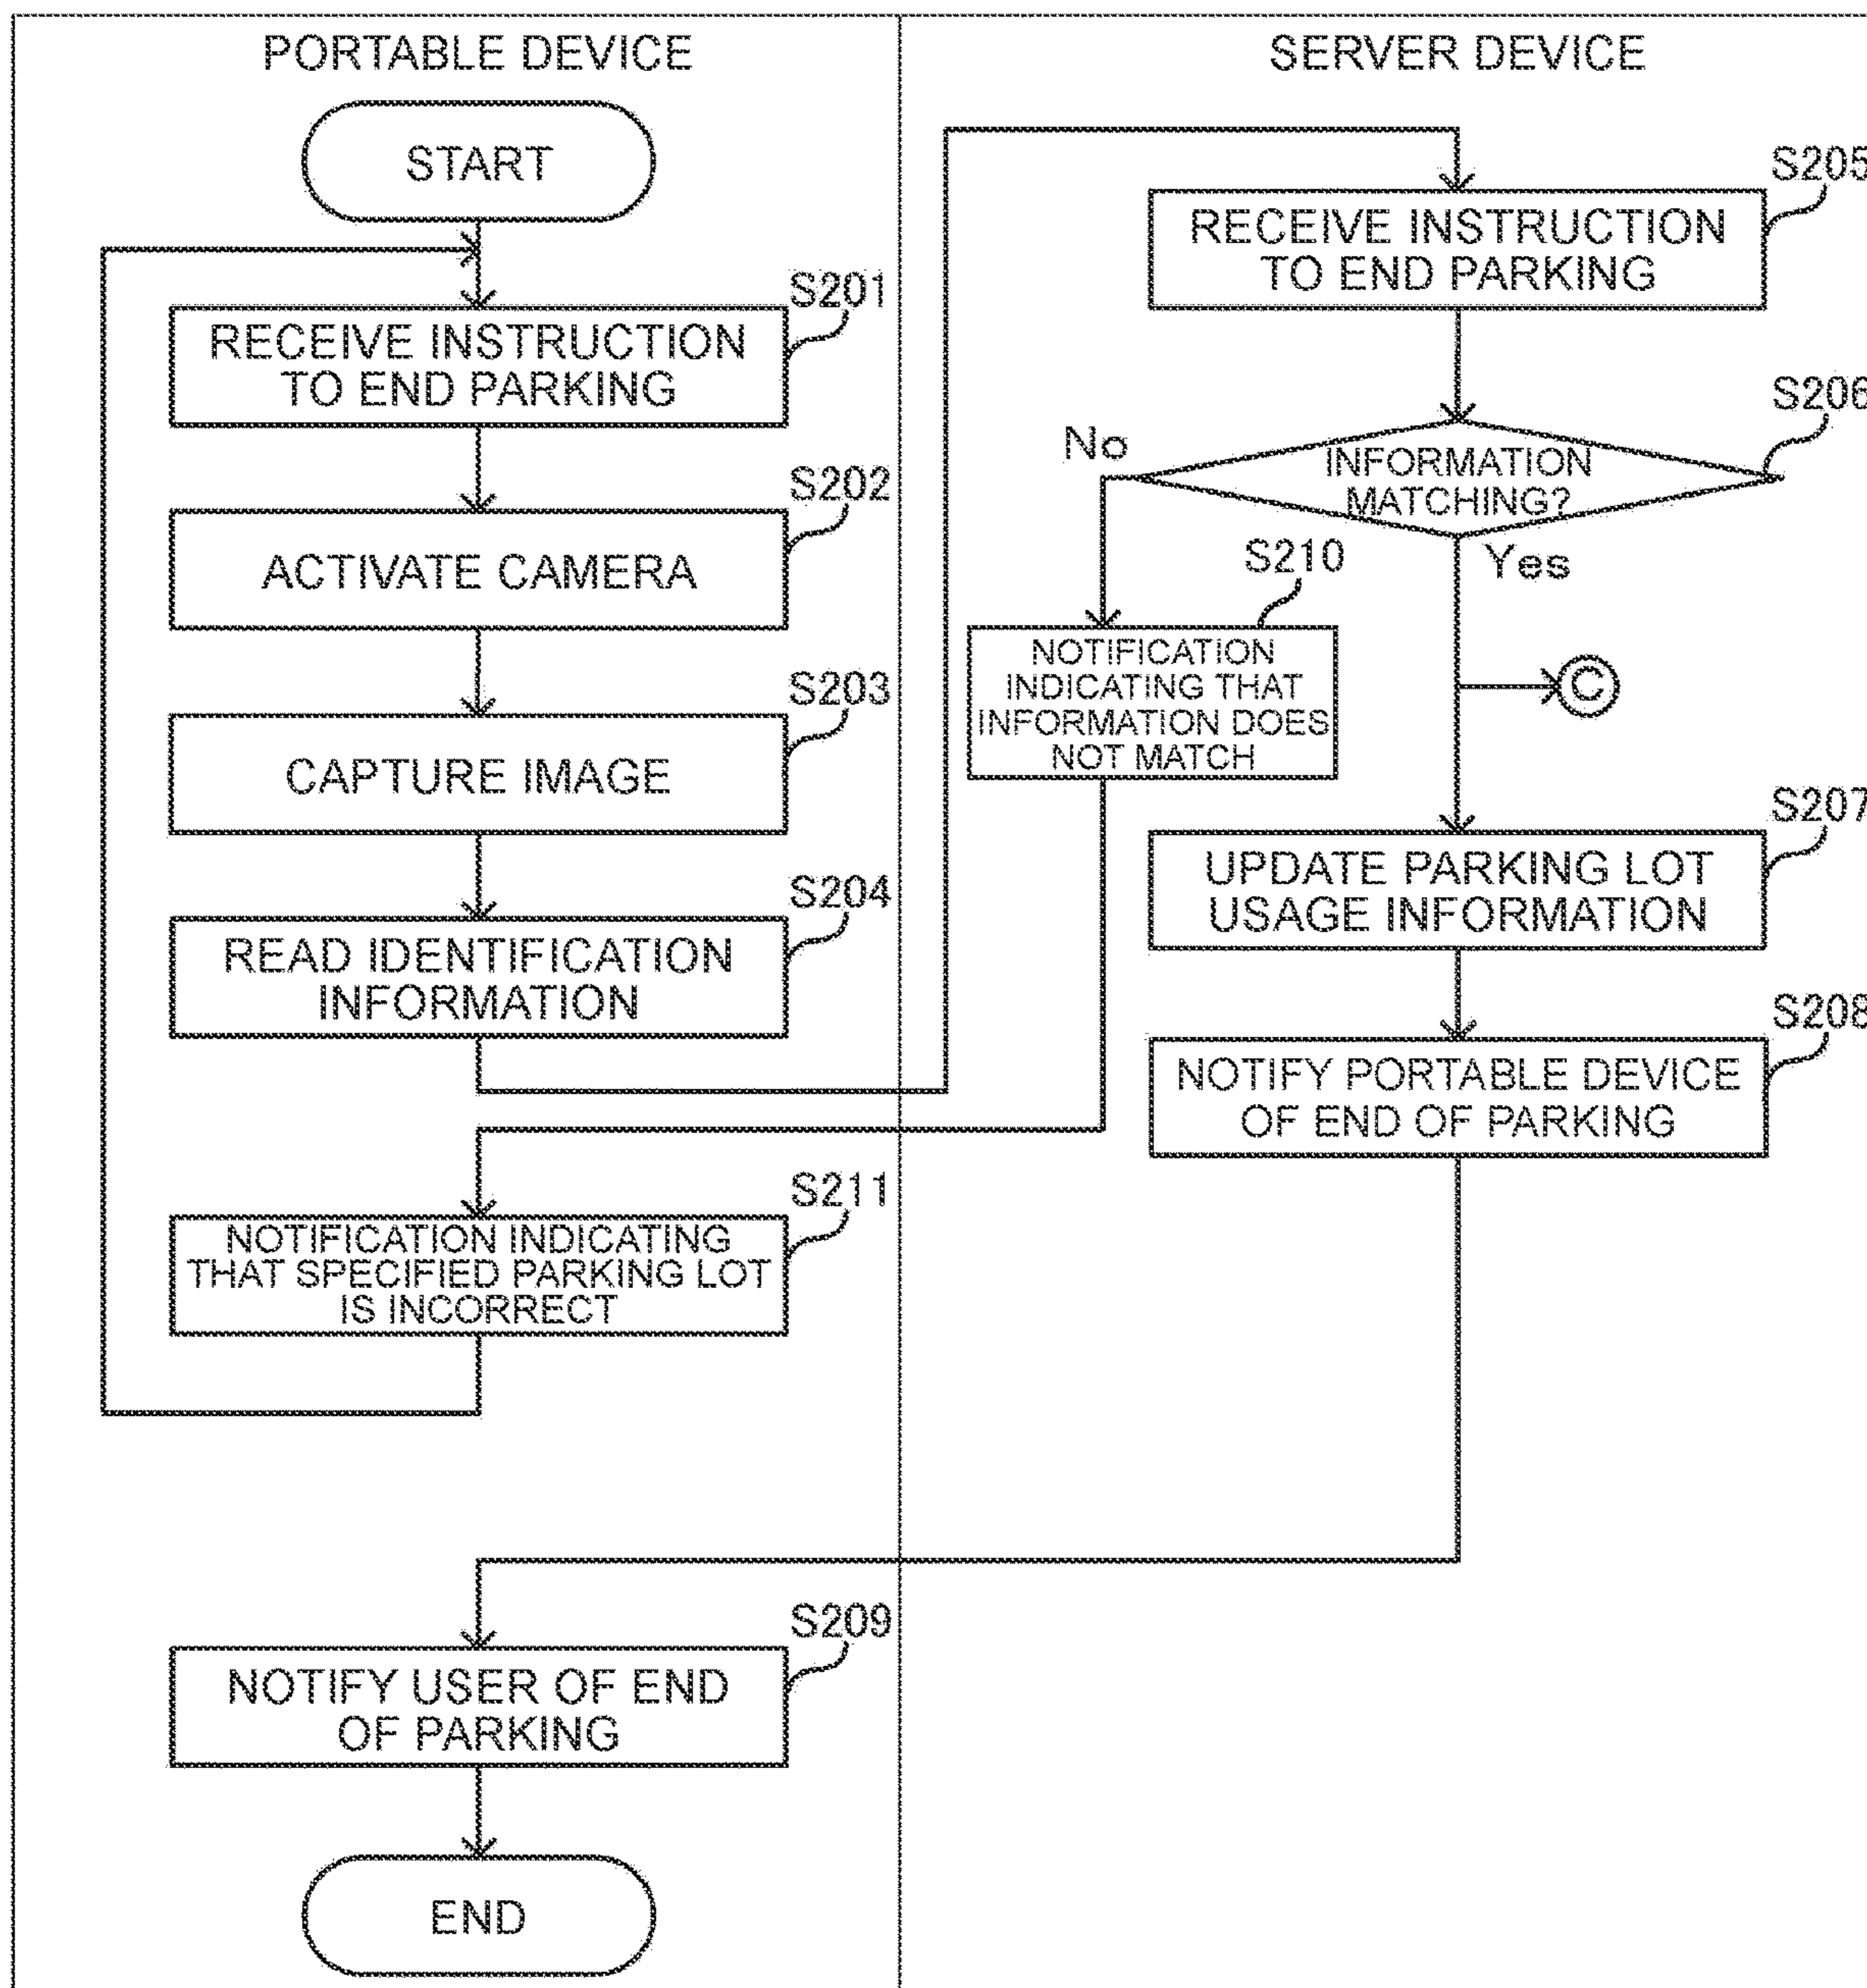 PORTABLE DEVICE
START
S201
RECEIVE INSTRUCTION
TO END PARKING
S202
ACTIVATE CAMERA
S203
CAPTURE IMAGE
S204
READ IDENTIFICATION
INFORMATION
S211
NOTIFICATION INDICATING
THAT SPECIFIED PARKING LOT
IS INCORRECT
S209
NOTIFY USER OF END
OF PARKING
END
SERVER DEVICE
S205
RECEIVE INSTRUCTION
TO END PARKING
S206
INFORMATION
MATCHING?
No
Yes
S210
NOTIFICATION
INDICATING THAT
INFORMATION DOES
NOT MATCH
C
S207
UPDATE PARKING LOT
USAGE INFORMATION
S208
NOTIFY PORTABLE DEVICE
OF END OF PARKING